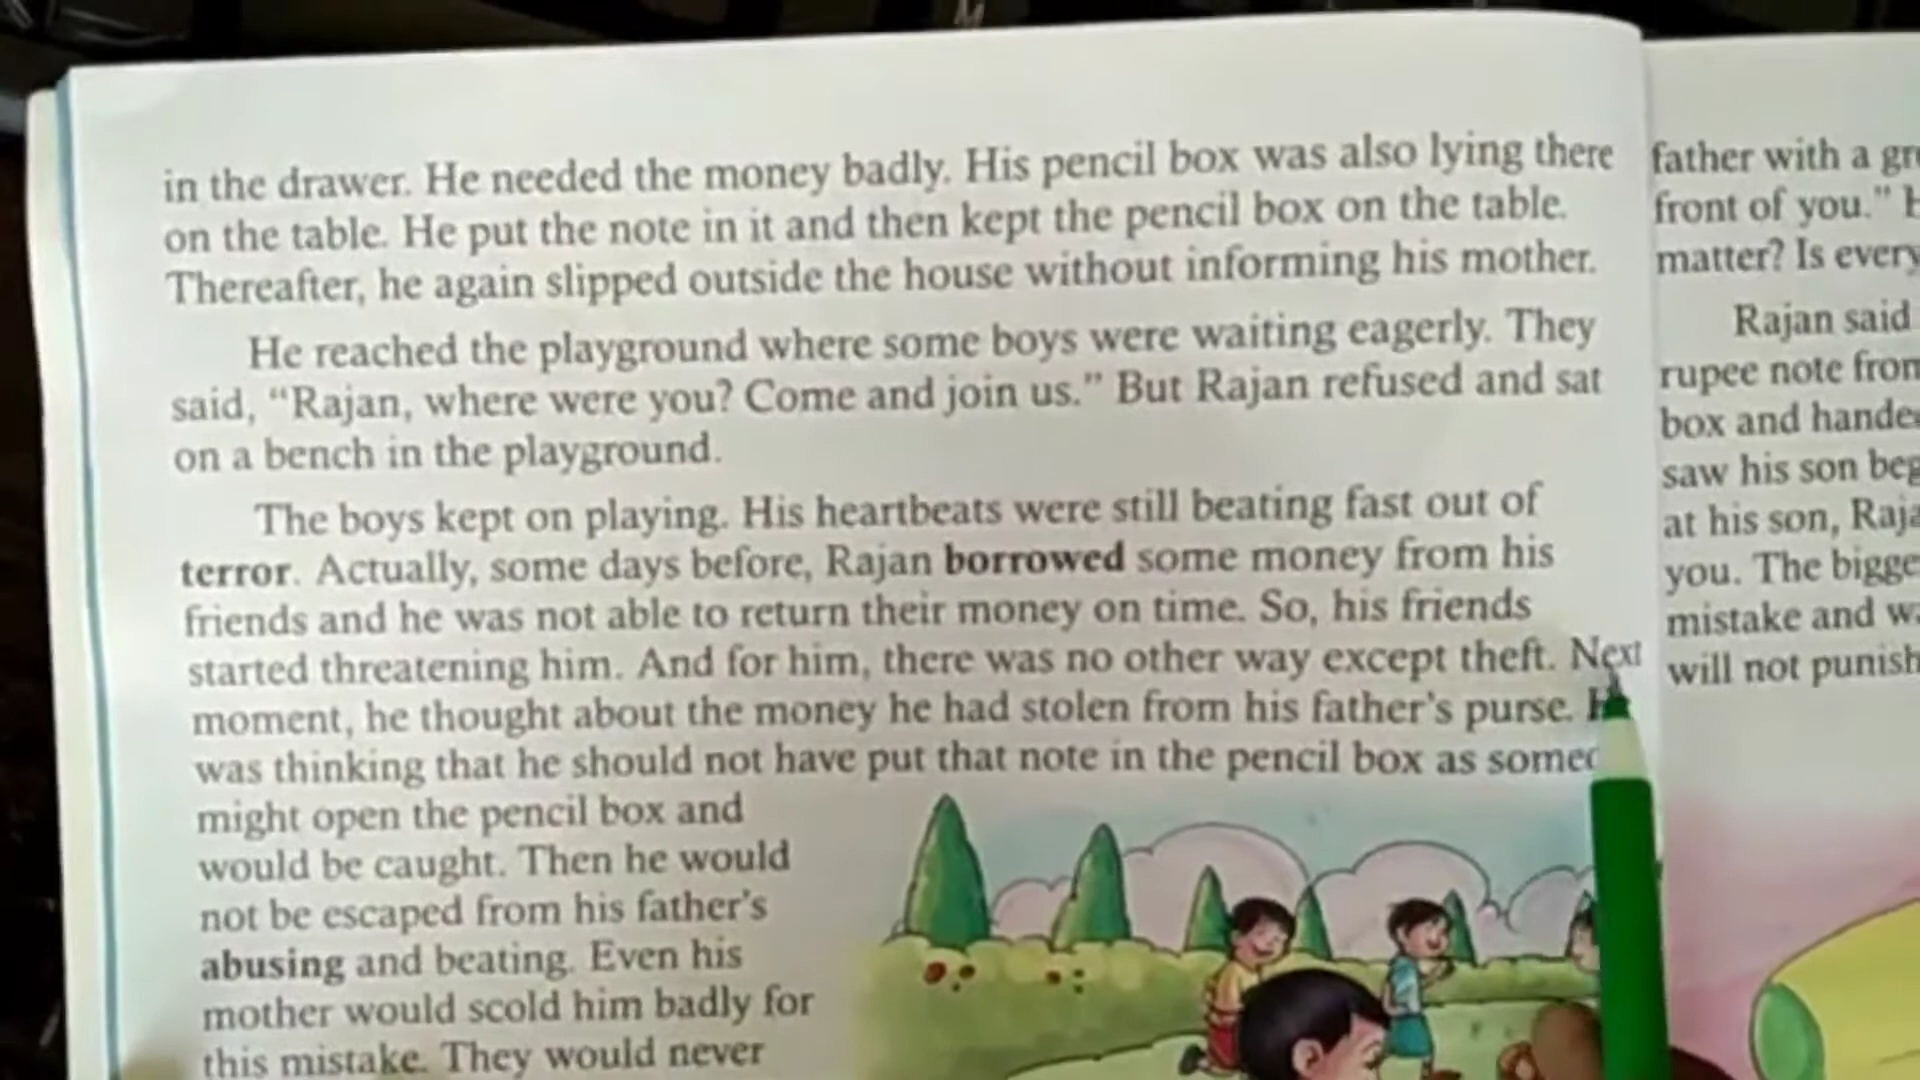 in the drawer. He needed the money badly. His pencil box was also lying there
on the table. He put the note in it and then kept the pencil box on the table.
Thereafter, he again slipped outside the house without informing his mother.
He reached the playground where some boys were waiting eagerly. They
said, “Rajan, where were you? Come and join us.” But Rajan refused and sat
on a bench in the playground.
The boys kept on playing. His heartbeats were still beating fast out of
terror. Actually, some days before, Rajan borrowed some money from his
friends and he was not able to return their money on time. So, his friends
started threatening him. And for him, there was no other way except theft. Next
moment, he thought about the money he had stolen from his father's purse.
was thinking that he should not have put that note in the pencil box as
might open the pencil box and
would be caught. Then he would
not be escaped from his father's
abusing and beating. Even his
mother would scold him badly for
this mistake. They would never
father with a
front of you."
matter? Is
Rajan said
rupee note
box and
saw his son
at his son,
you. The
mistake and
will not